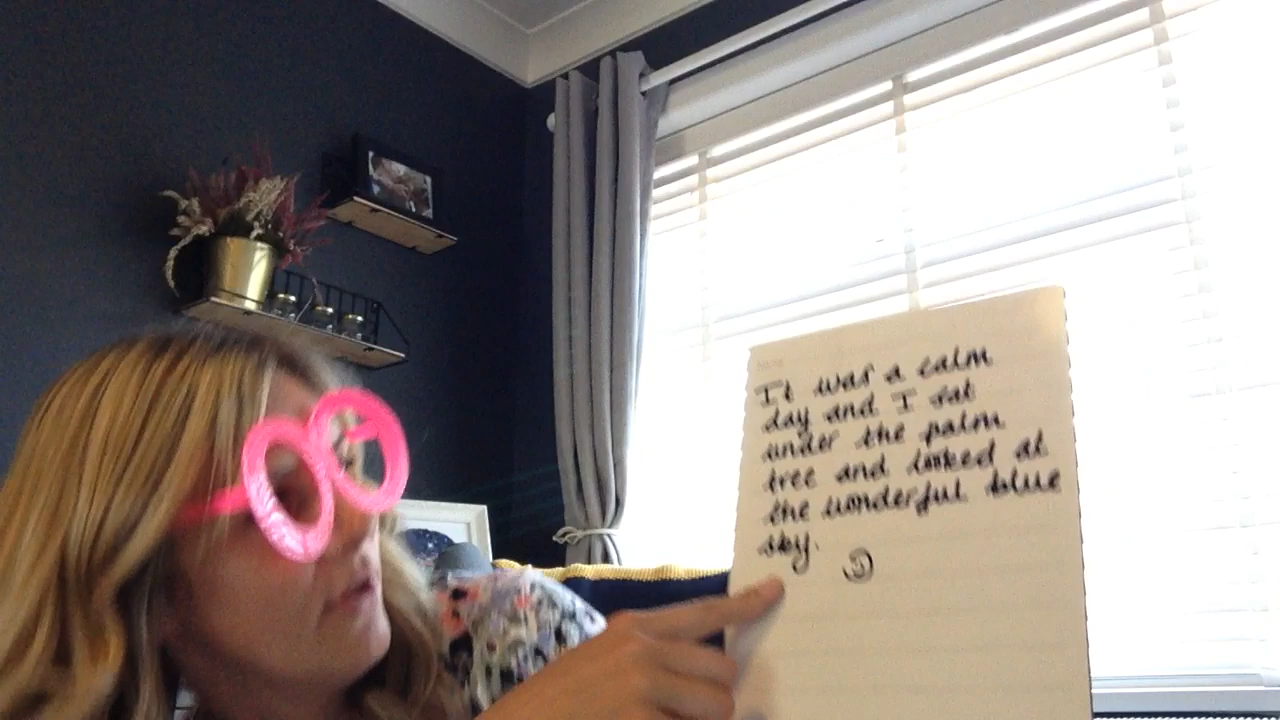 It was a calm
day and I sat
under the palm
tree and looked at
the wonderful blue
sky.